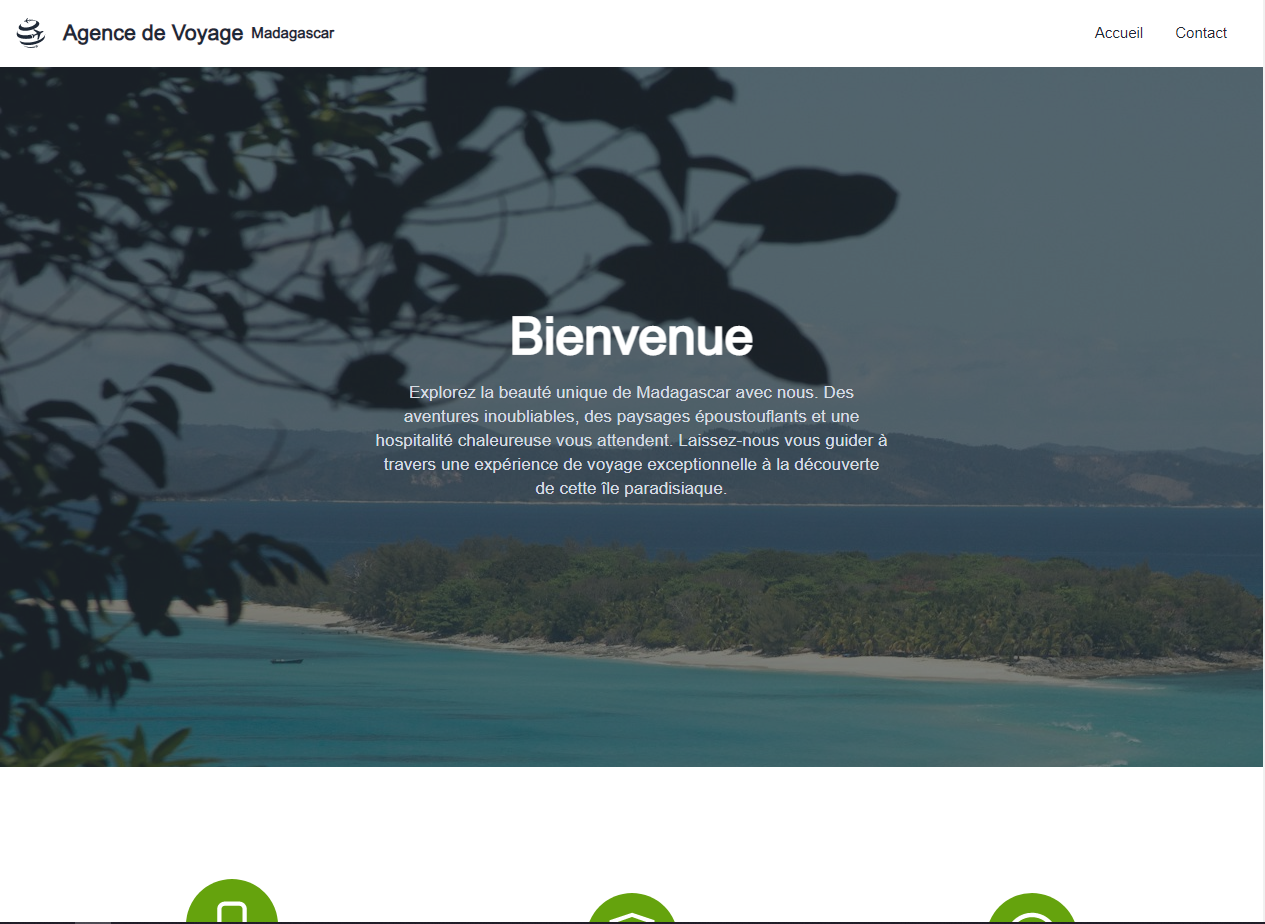 Agence de Voyage Madagascar
Accueil
Contact
Bienvenue
Explorez la beauté unique de Madagascar avec nous. Des
aventures inoubliables, des paysages époustouflants et une
hospitalité chaleureuse vous attendent. Laissez-nous vous guider à
travers une expérience de voyage exceptionnelle à la découverte
de cette île paradisiaque.